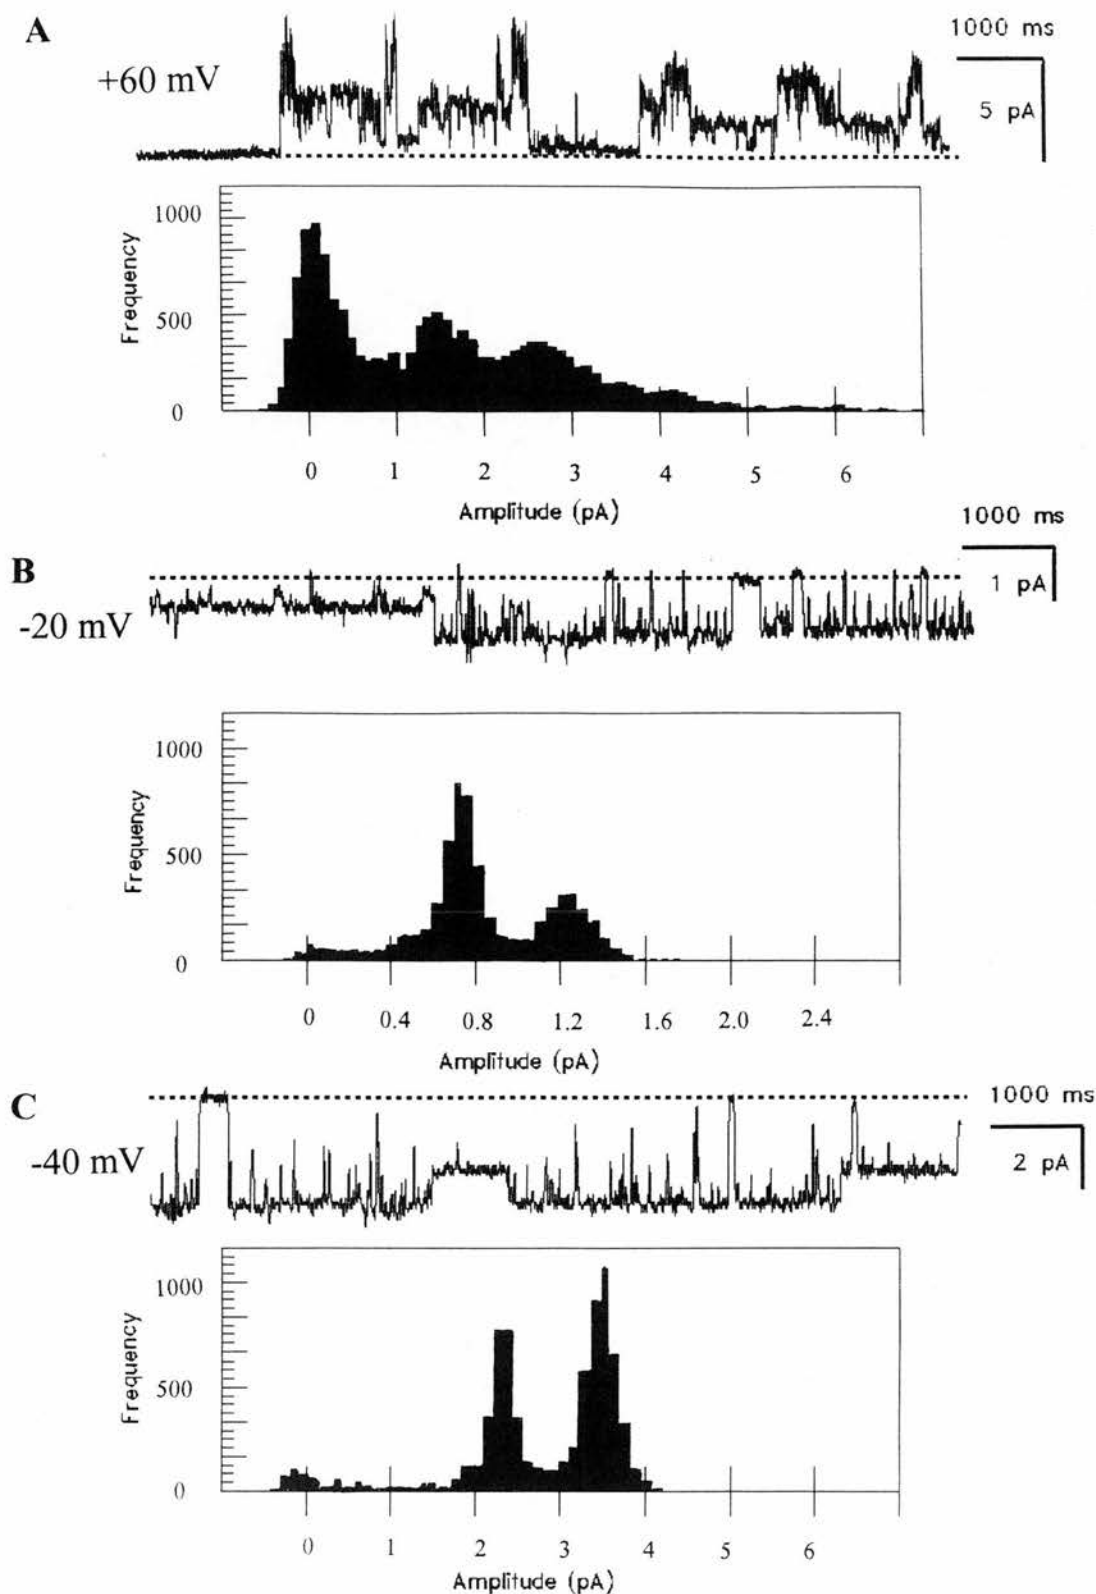 A
+60 mV
1000 ms
5 pA
Frequency
1000
500
0
0 1 2 3 4 5 6
Amplitude (pA)
1000 ms
B
-20 mV
1 pA
Frequency
1000
500
0
0 0.4 0.8 1.2 1.6 2.0 2.4
Amplitude (pA)
C
-40 mV
1000 ms
2 pA
Frequency
1000
500
0
0 1 2 3 4 5 6
Amplitude (pA)